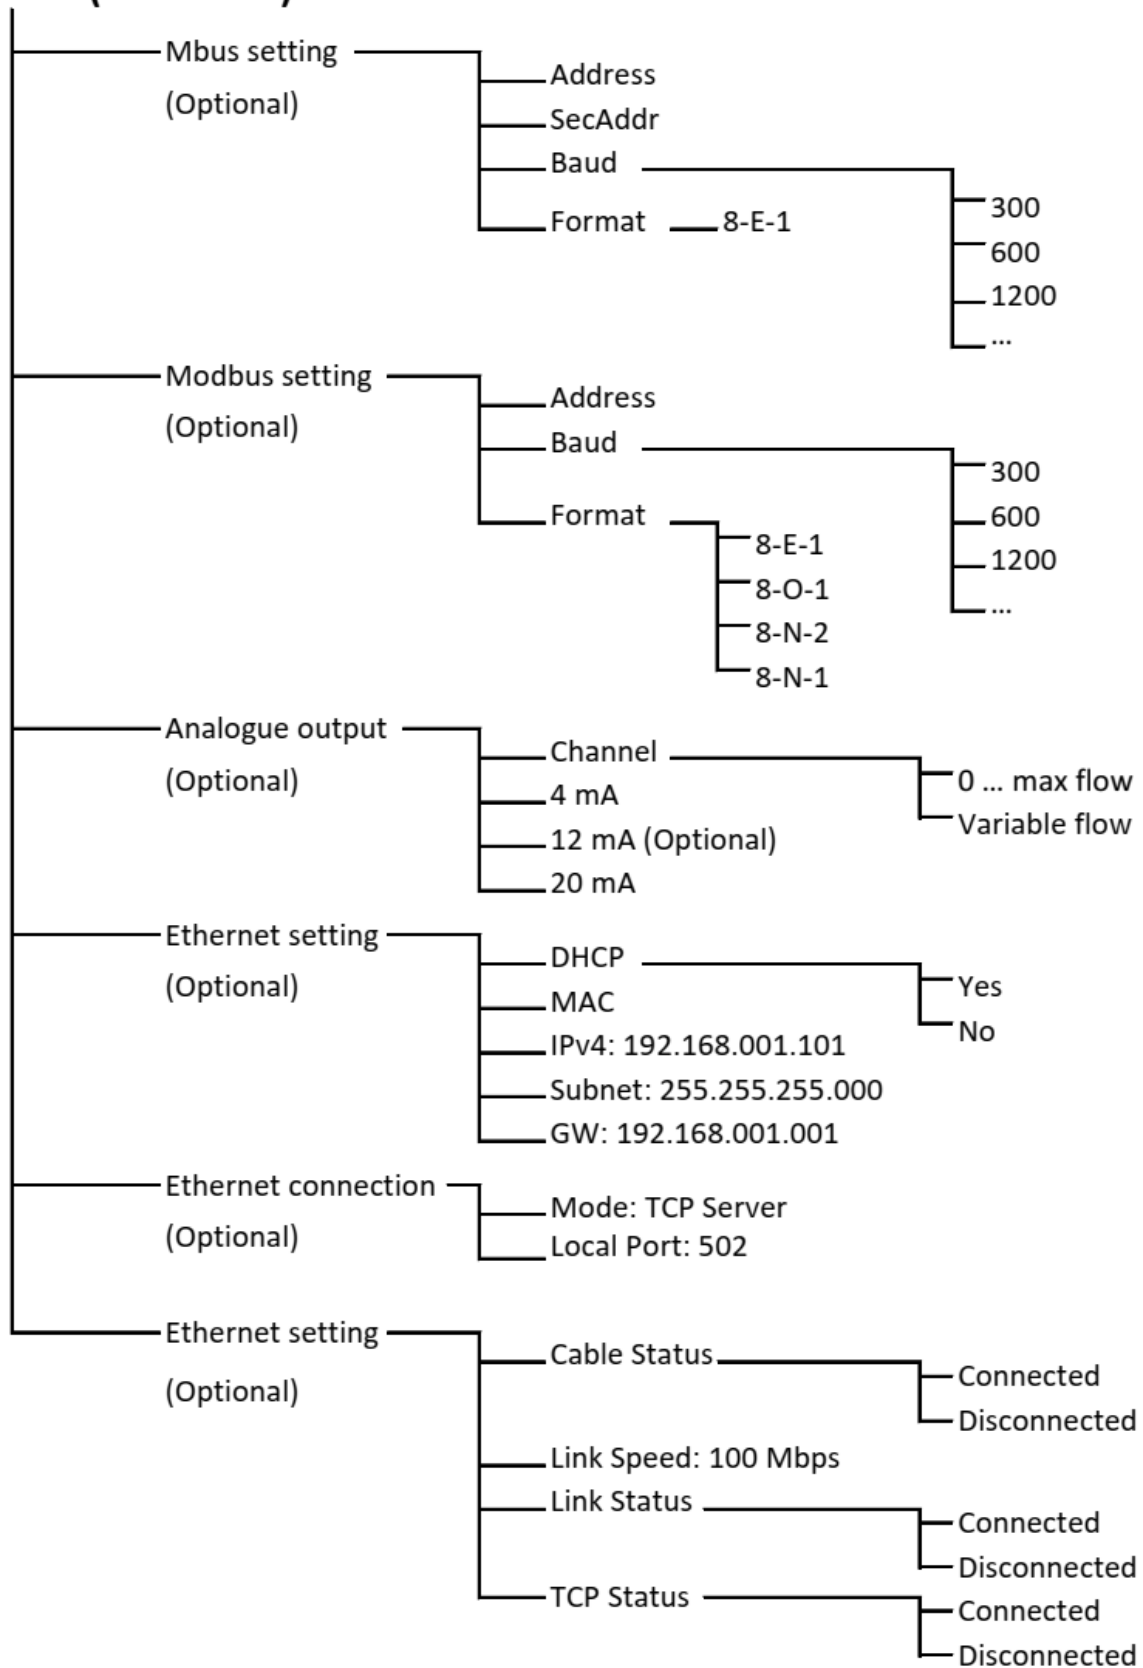 Mbus setting
(Optional)
Address
SecAddr
Baud
300
600
1200
...
Format
8-E-1
Modbus setting
(Optional)
Address
Baud
300
600
1200
...
Format
8-E-1
8-O-1
8-N-2
8-N-1
Analogue output
(Optional)
Channel
0 ... max flow
Variable flow
4 mA
12 mA (Optional)
20 mA
Ethernet setting
(Optional)
DHCP
Yes
No
MAC
IPv4: 192.168.001.101
Subnet: 255.255.255.000
GW: 192.168.001.001
Ethernet connection
(Optional)
Mode: TCP Server
Local Port: 502
Ethernet setting
(Optional)
Cable Status
Connected
Disconnected
Link Speed: 100 Mbps
Link Status
Connected
Disconnected
TCP Status
Connected
Disconnected